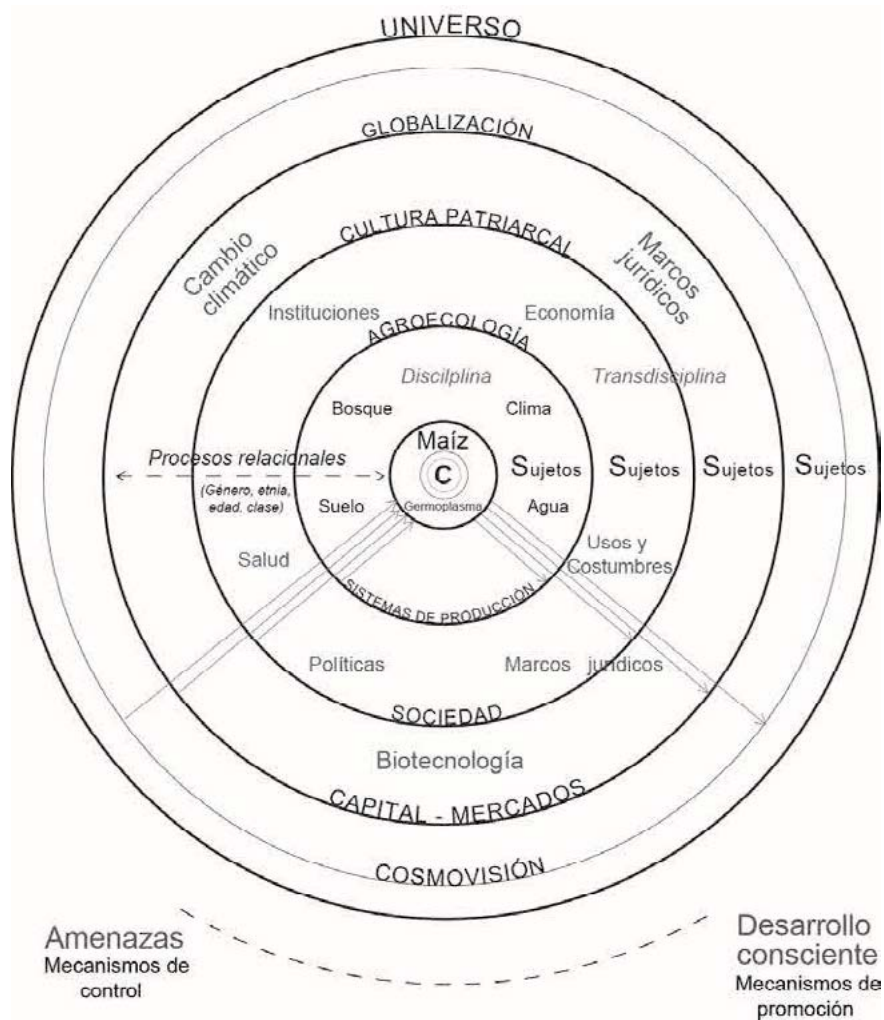 UNIVERSO
GLOBALIZACIÓN
CULTURA PATRIARCAL
Cambio
climático
Marcos
jurídicos
Instituciones
Economía
AGROECOLOGÍA
Discilplina
Transdisciplina
Bosque
Clima
Maíz
C
Germoplasma
Procesos relacionales
(Género, etnia,
edad. clase)
Sujetos
Sujetos
Sujetos
Sujetos
Suelo
Agua
Salud
Usos y
Costumbres
SISTEMAS DE PRODUCCIÓN
Políticas
Marcos jurídicos
SOCIEDAD
Biotecnología
CAPITAL - MERCADOS
COSMOVISIÓN
Amenazas
Mecanismos de
control
Desarrollo
consciente
Mecanismos de
promoción